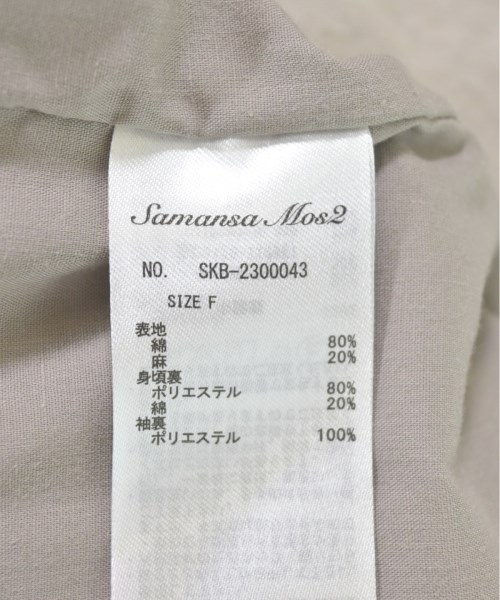 Samansa Mos2
NO. SKB-2300043
SIZE F
表地
綿 80%
麻 20%
身頃裏
ポリエステル 80%
綿 20%
袖裏
ポリエステル 100%